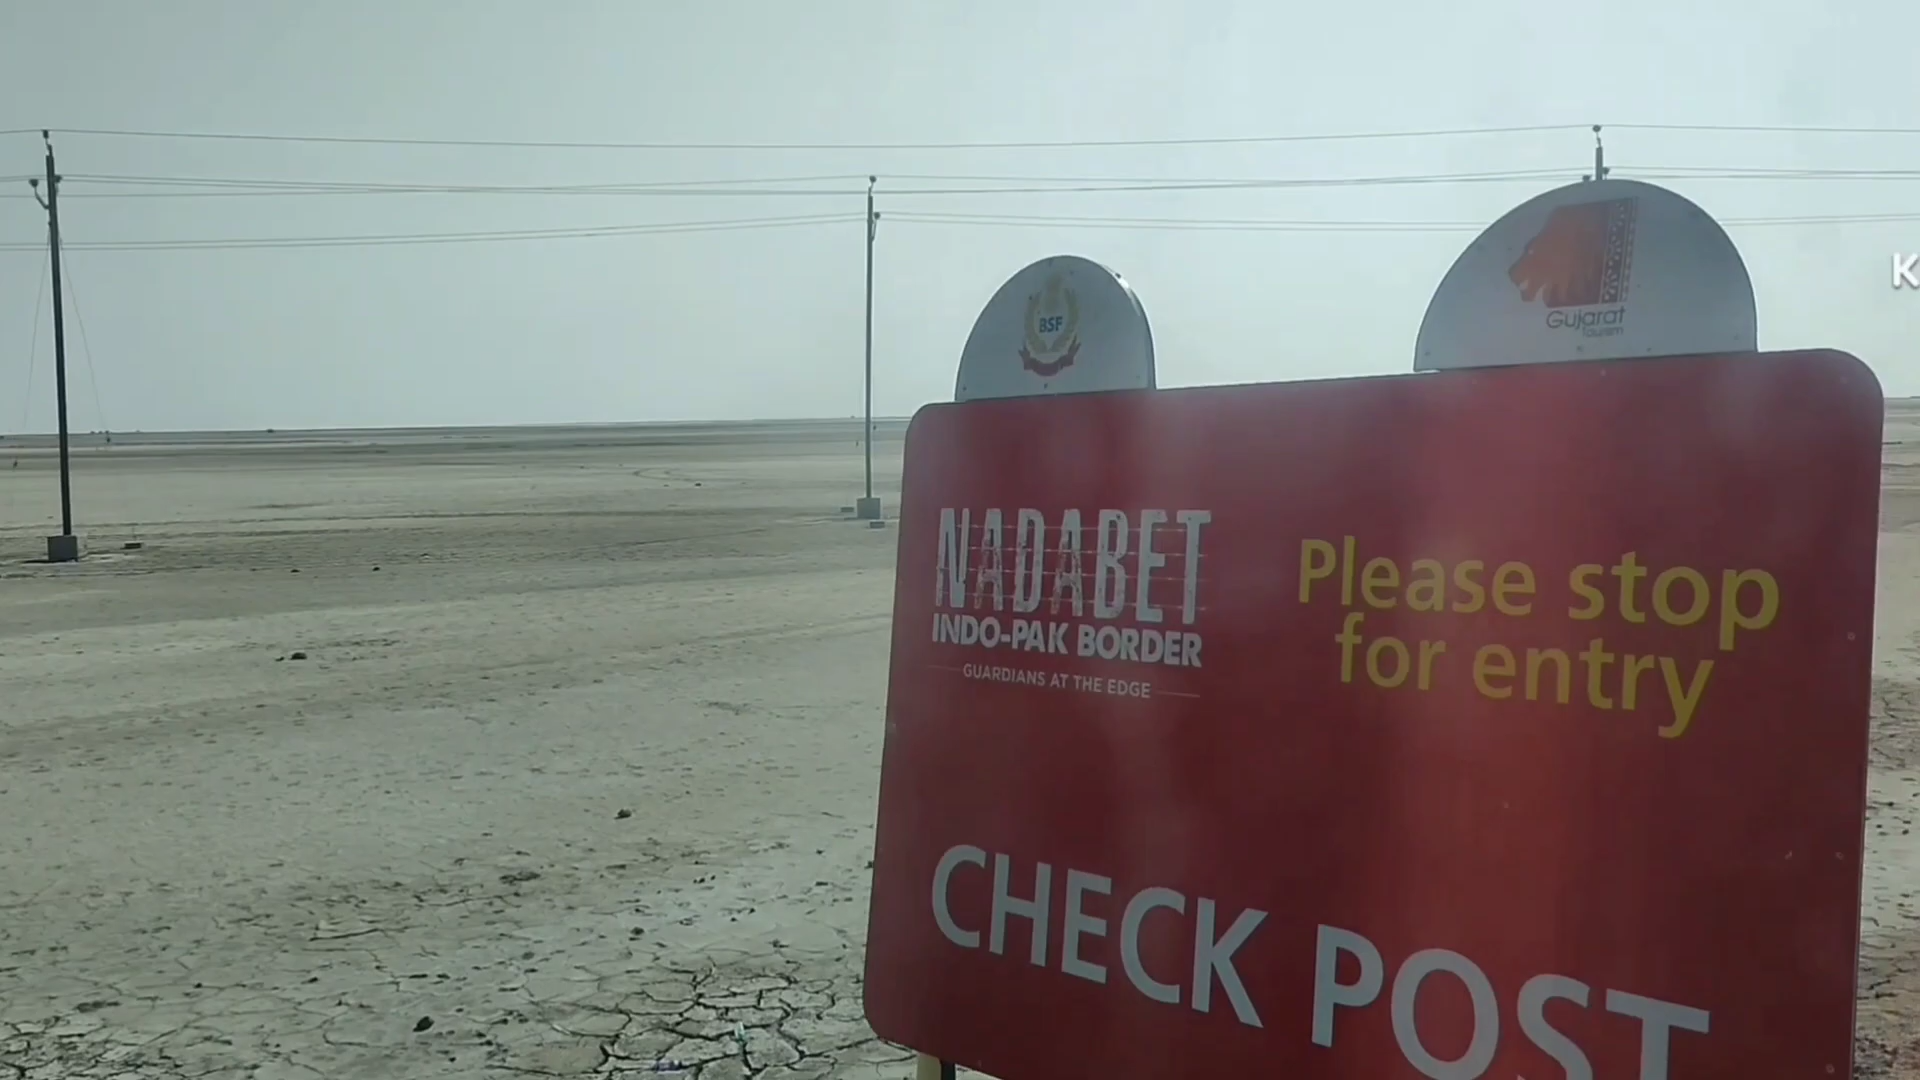 BSF
Gujarat
Tourism
NADABET
INDO-PAK BORDER
GUARDIANS AT THE EDGE
Please stop
for entry
CHECK POST
K